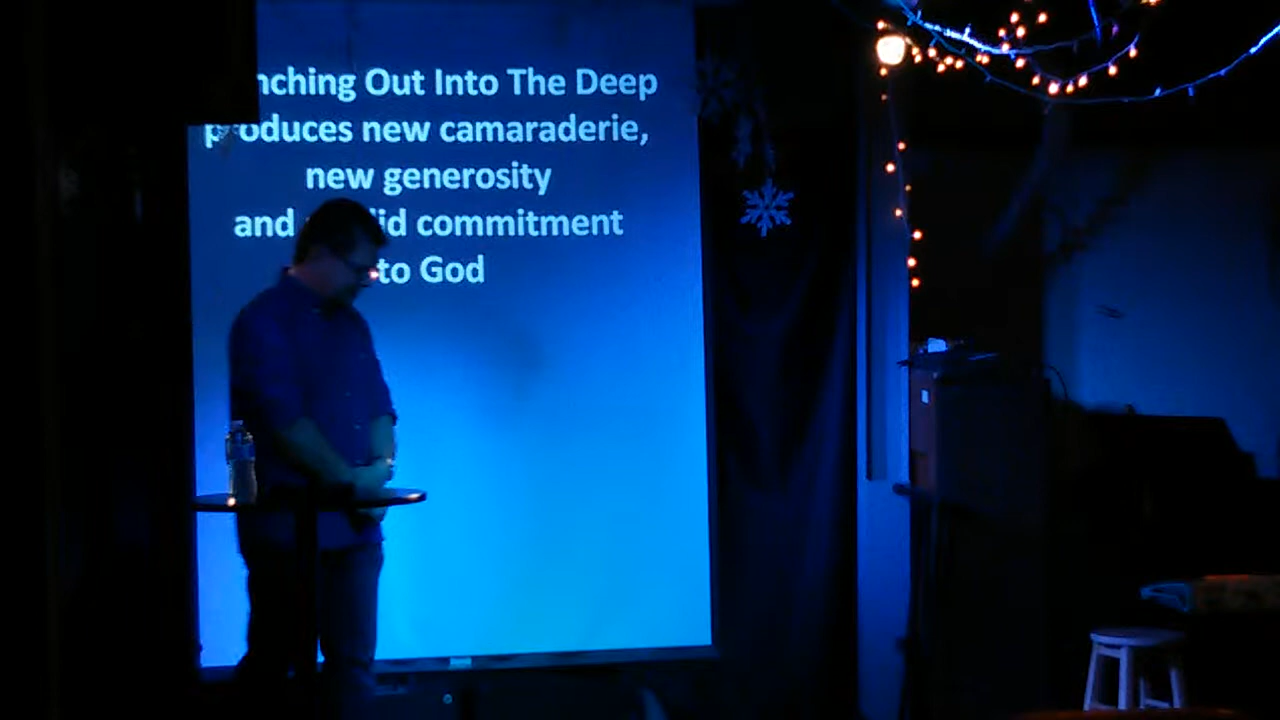 nching Out Into The Deep
produces new camaraderie,
new generosity
and lid commitment
to God